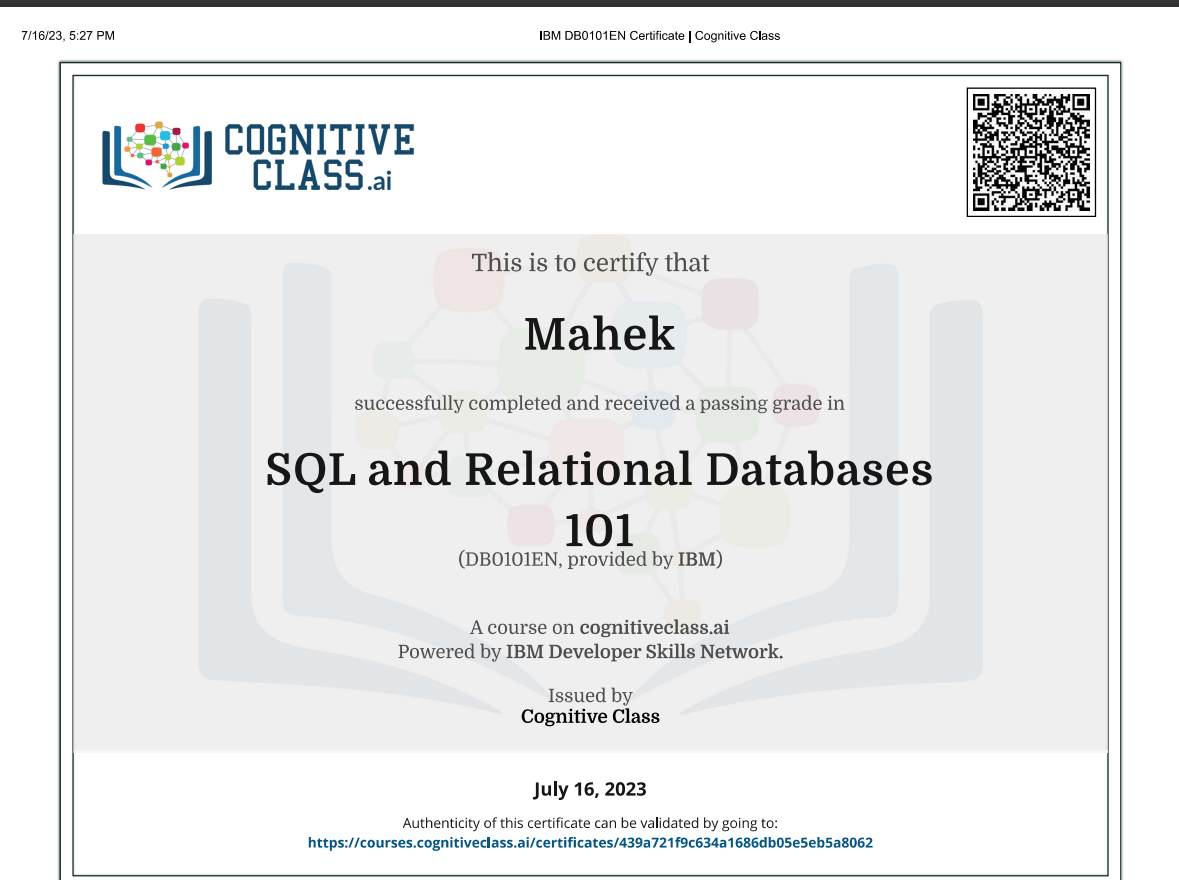 7/16/23, 5:27 PM
IBM DB0101EN Certificate | Cognitive Class
COGNITIVE
CLASS.ai
This is to certify that
Mahek
successfully completed and received a passing grade in
SQL and Relational Databases
101
(DB0101EN, provided by IBM)
A course on cognitiveclass.ai
Powered by IBM Developer Skills Network.
Issued by
Cognitive Class
July 16, 2023
Authenticity of this certificate can be validated by going to:
https://courses.cognitiveclass.ai/certificates/439a721f9c634a1686db05e5eb5a8062